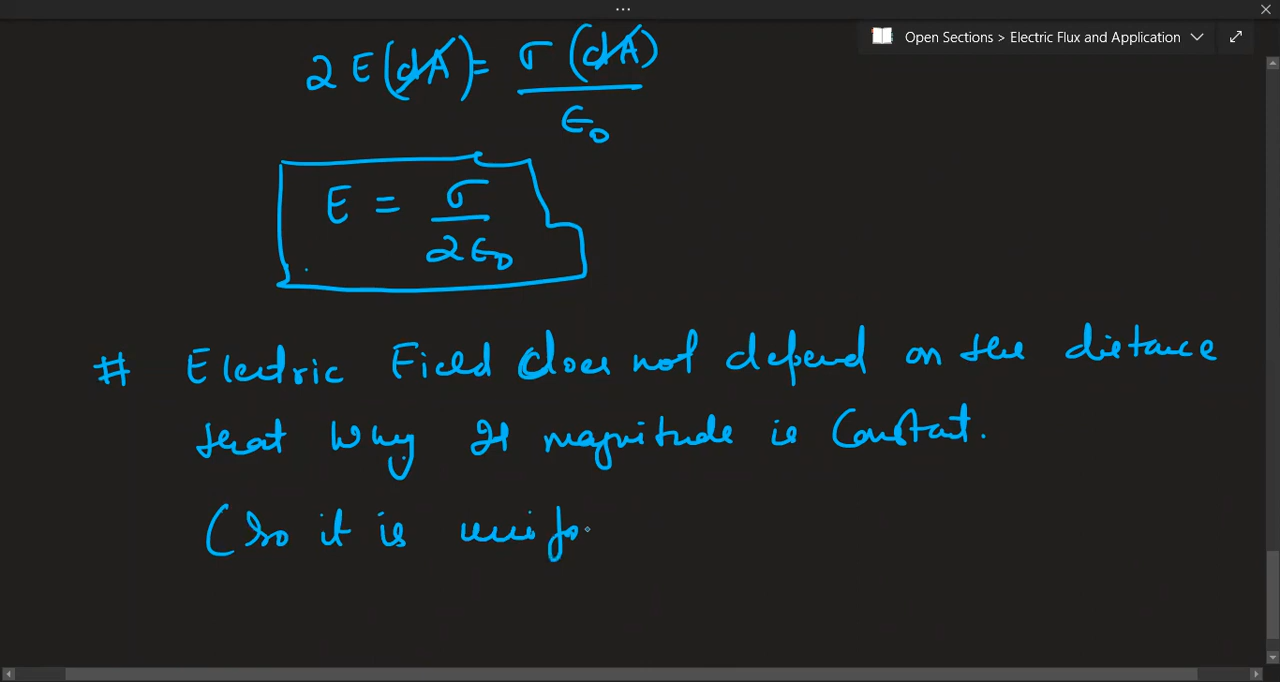 ...
Open Sections > Electric Flux and Application
2 E(dA) = σ (dA) / ϵ0
E = σ / 2ϵ0
# Electric Field does not depend on the distance
that why It magnitude is Constant.
(so it is unifo